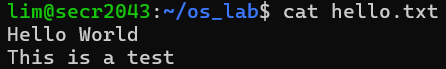 lim@secr2043:~/os_lab$ cat hello.txt
Hello World
This is a test